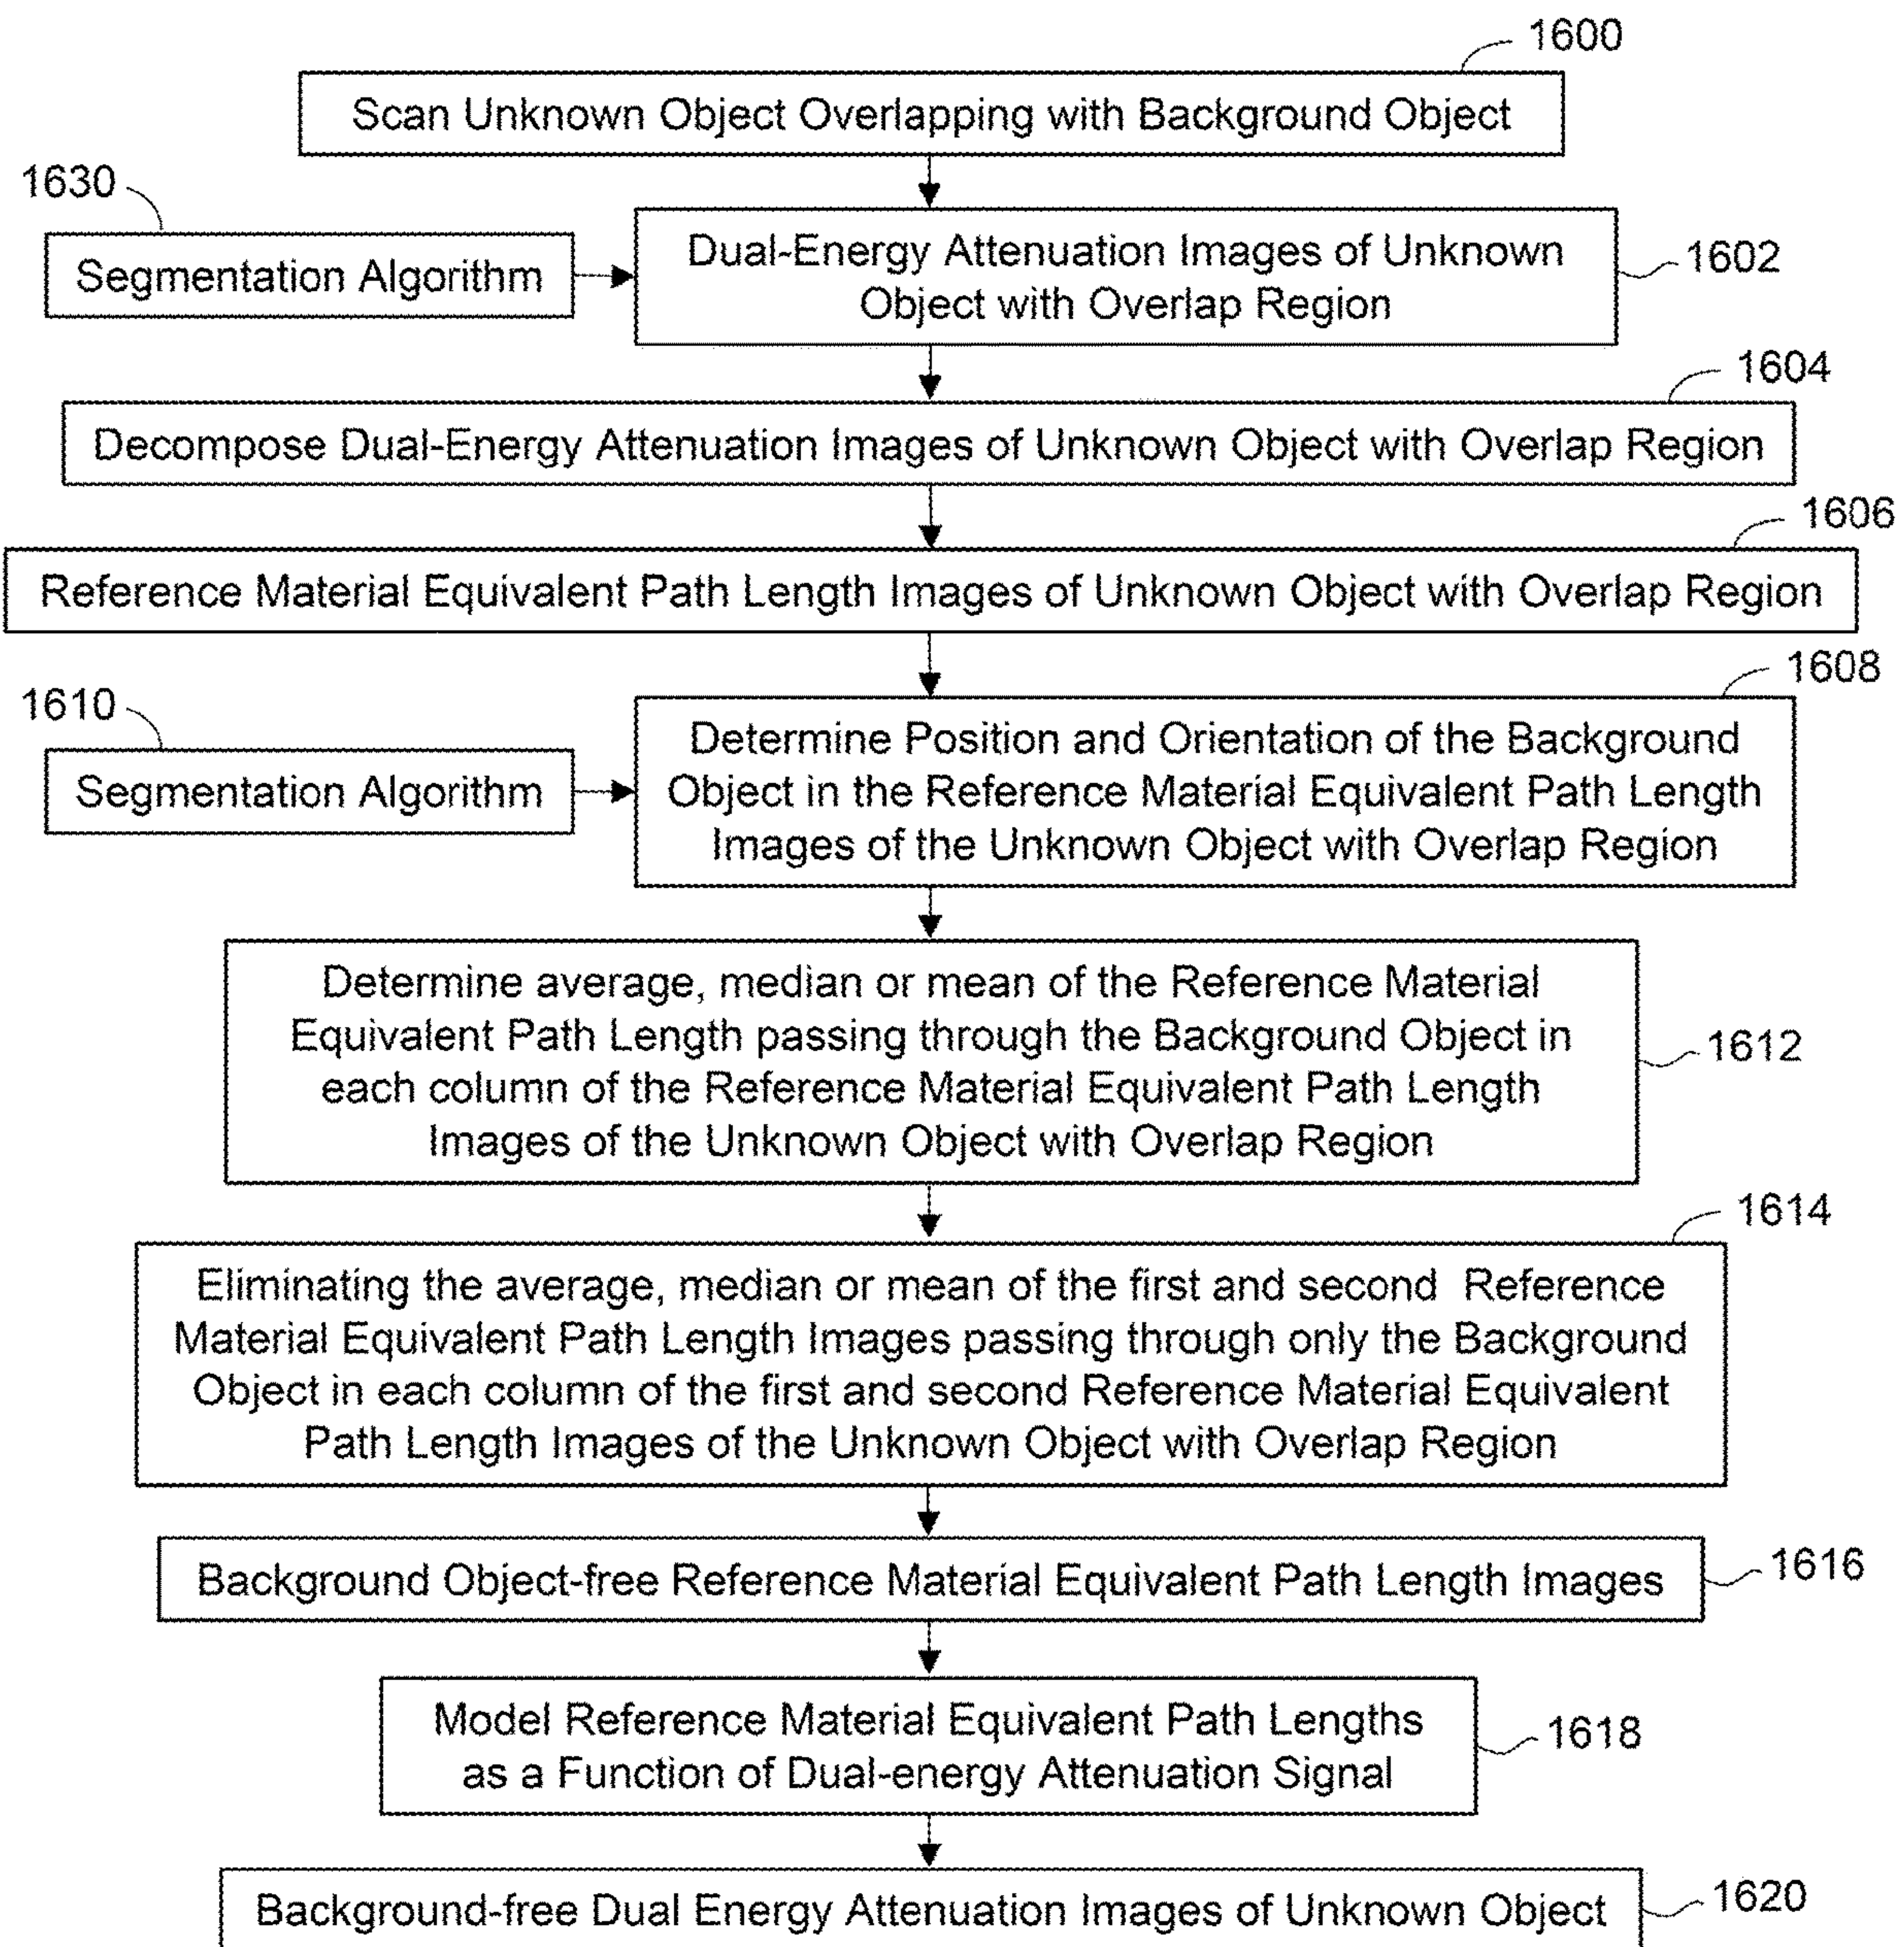 1600
Scan Unknown Object Overlapping with Background Object
1630
Segmentation Algorithm
Dual-Energy Attenuation Images of Unknown
Object with Overlap Region
1602
1604
Decompose Dual-Energy Attenuation Images of Unknown Object with Overlap Region
1606
Reference Material Equivalent Path Length Images of Unknown Object with Overlap Region
1608
1610
Segmentation Algorithm
Determine Position and Orientation of the Background
Object in the Reference Material Equivalent Path Length
Images of the Unknown Object with Overlap Region
Determine average, median or mean of the Reference Material
Equivalent Path Length passing through the Background Object in
each column of the Reference Material Equivalent Path Length
Images of the Unknown Object with Overlap Region
1612
1614
Eliminating the average, median or mean of the first and second Reference
Material Equivalent Path Length Images passing through only the Background
Object in each column of the first and second Reference Material Equivalent
Path Length Images of the Unknown Object with Overlap Region
Background Object-free Reference Material Equivalent Path Length Images
1616
Model Reference Material Equivalent Path Lengths
as a Function of Dual-energy Attenuation Signal
1618
Background-free Dual Energy Attenuation Images of Unknown Object
1620